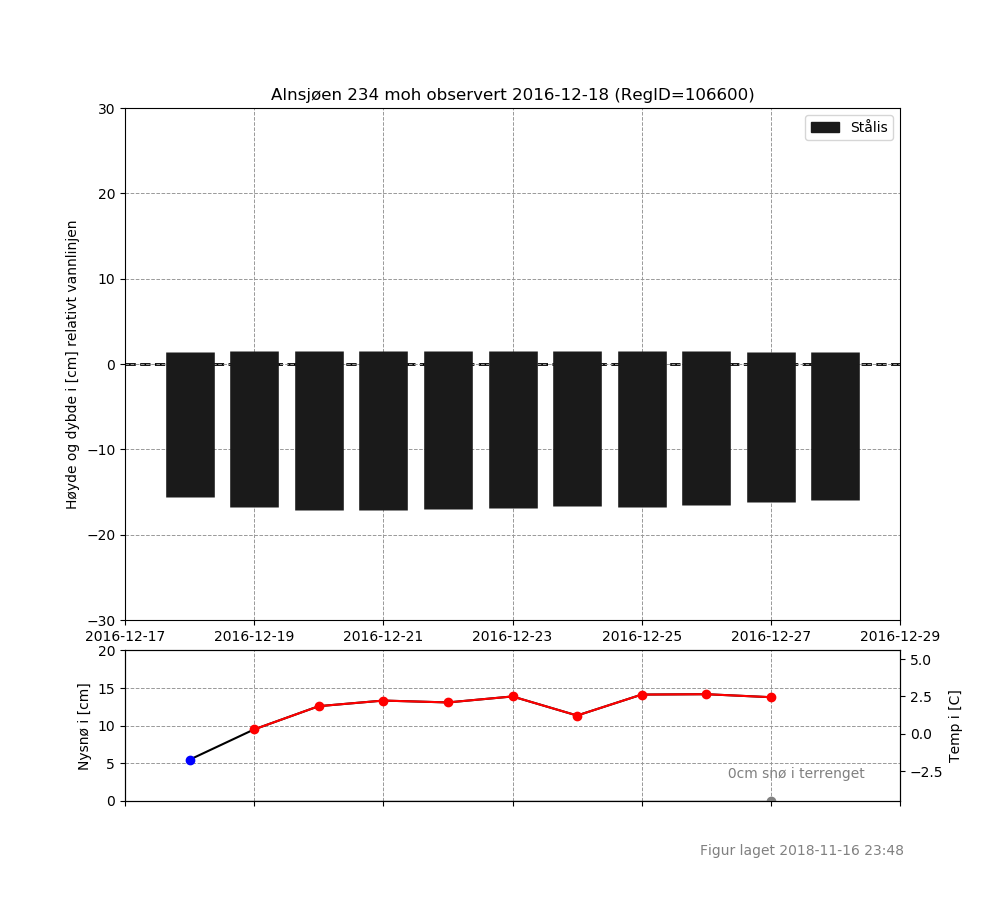 Alnsjøen 234 moh observert 2016-12-18 (RegID=106600)
Stålis
Høyde og dybde i [cm] relativt vannlinjen
30
20
10
0
−10
−20
−30
2016-12-17 2016-12-19 2016-12-21 2016-12-23 2016-12-25 2016-12-27 2016-12-29
Nysnø i [cm]
20
15
10
5
0
5.0
2.5
0.0
−2.5
Temp i [C]
0cm snø i terrenget
Figur laget 2018-11-16 23:48